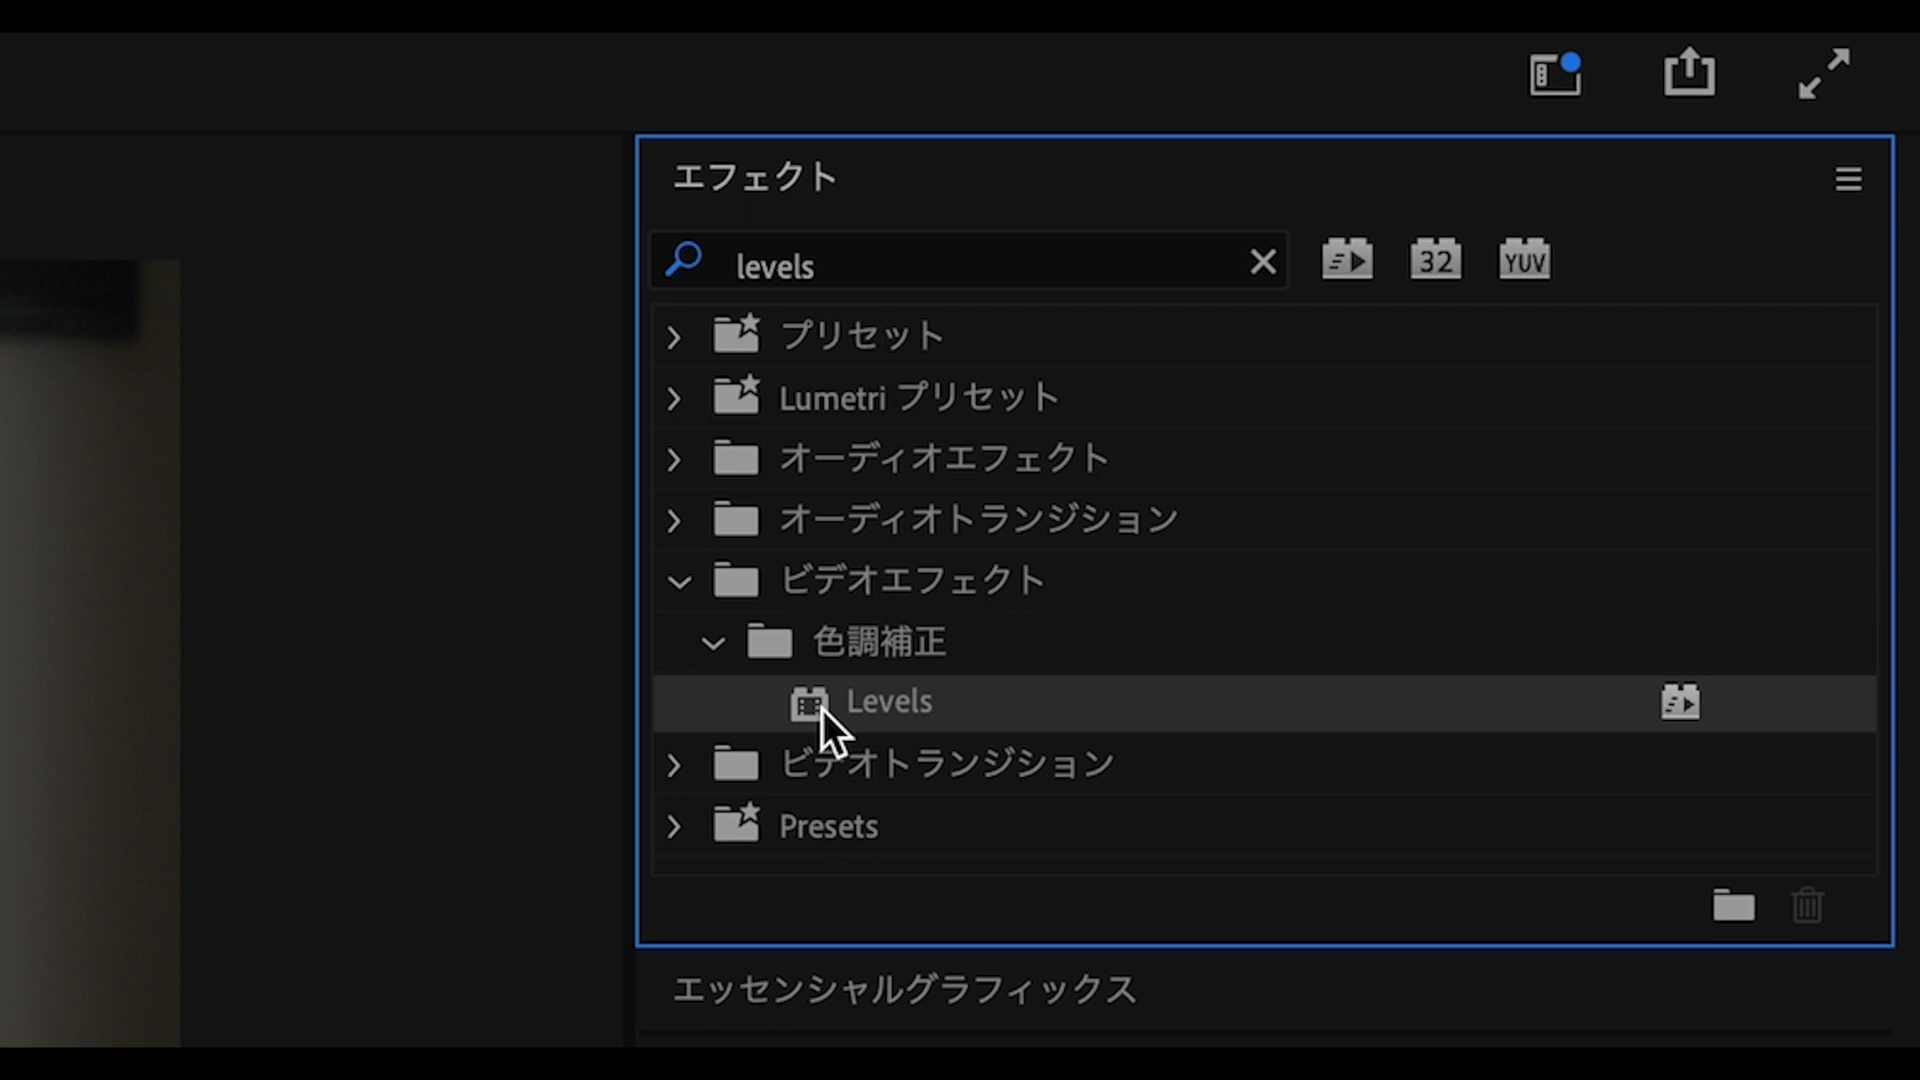 エフェクト
levels
32
YUV
プリセット
Lumetri プリセット
オーディオエフェクト
オーディオトランジション
ビデオエフェクト
色調補正
Levels
ビデオトランジション
Presets
エッセンシャルグラフィックス